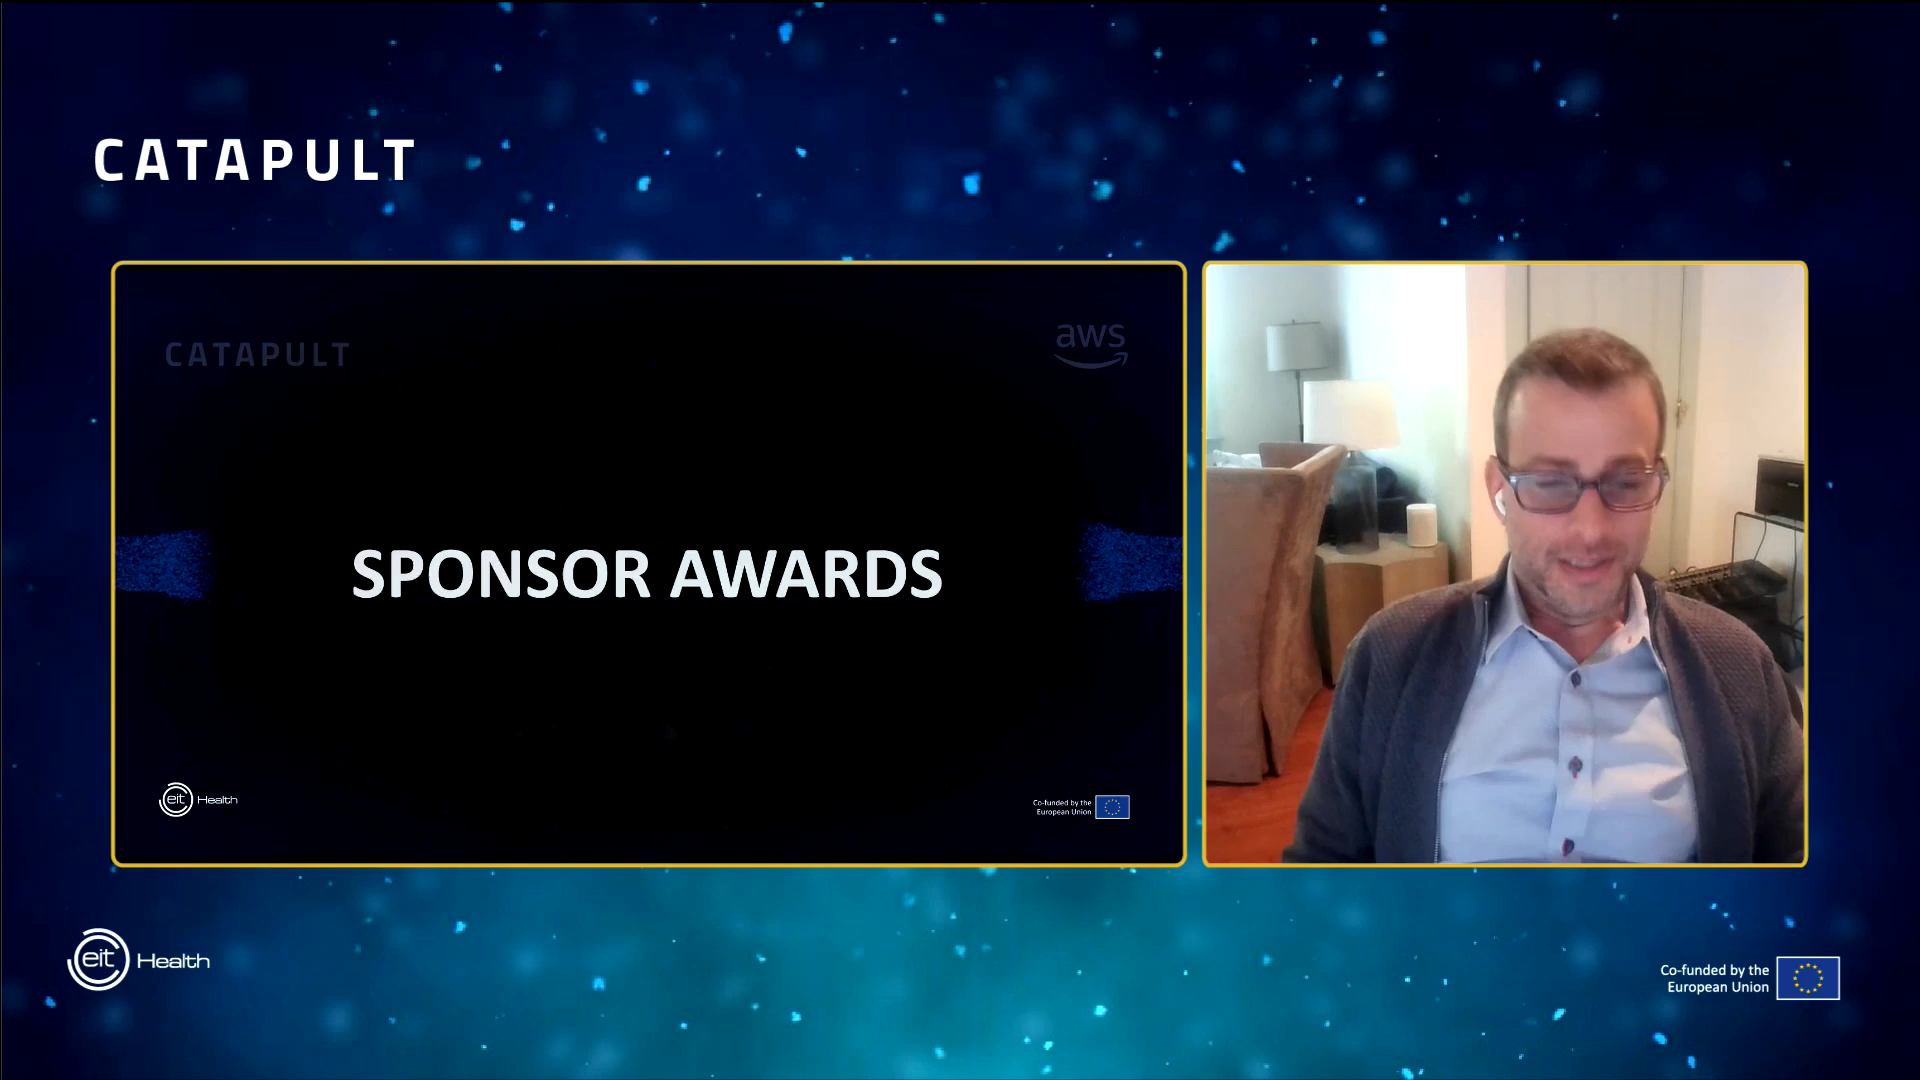 CATAPULT
CATAPULT
aws
SPONSOR AWARDS
eit Health
Co-funded by the
European Union
eit Health
Co-funded by the
European Union